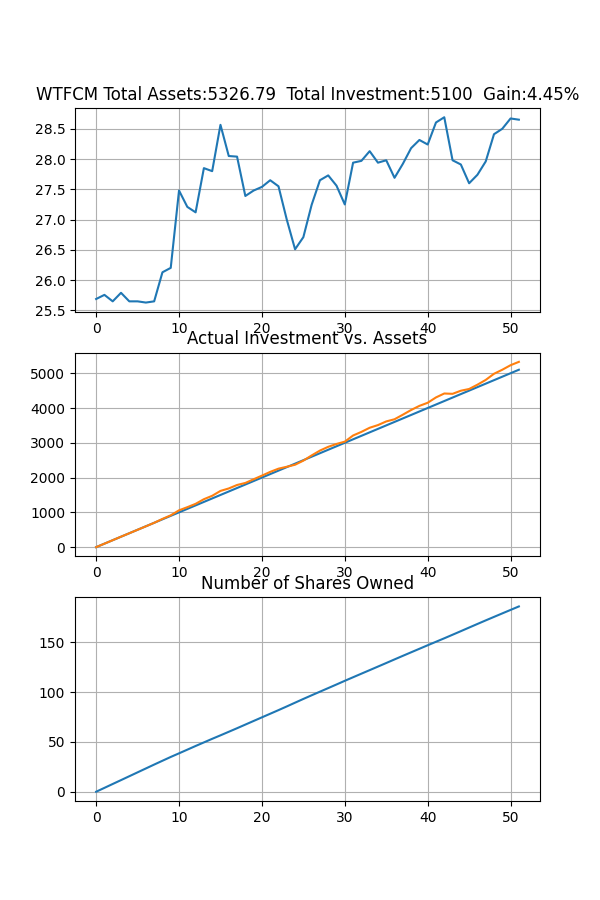 WTFCM Total Assets:5326.79  Total Investment:5100  Gain:4.45%
28.5
28.0
27.5
27.0
26.5
26.0
25.5
0 10 20 30 40 50
Actual Investment vs. Assets
5000
4000
3000
2000
1000
0
0 10 20 30 40 50
Number of Shares Owned
150
100
50
0
0 10 20 30 40 50